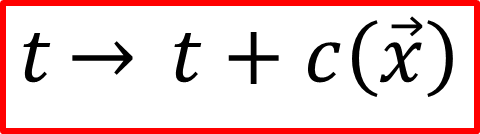 t → t + c(x⃗)